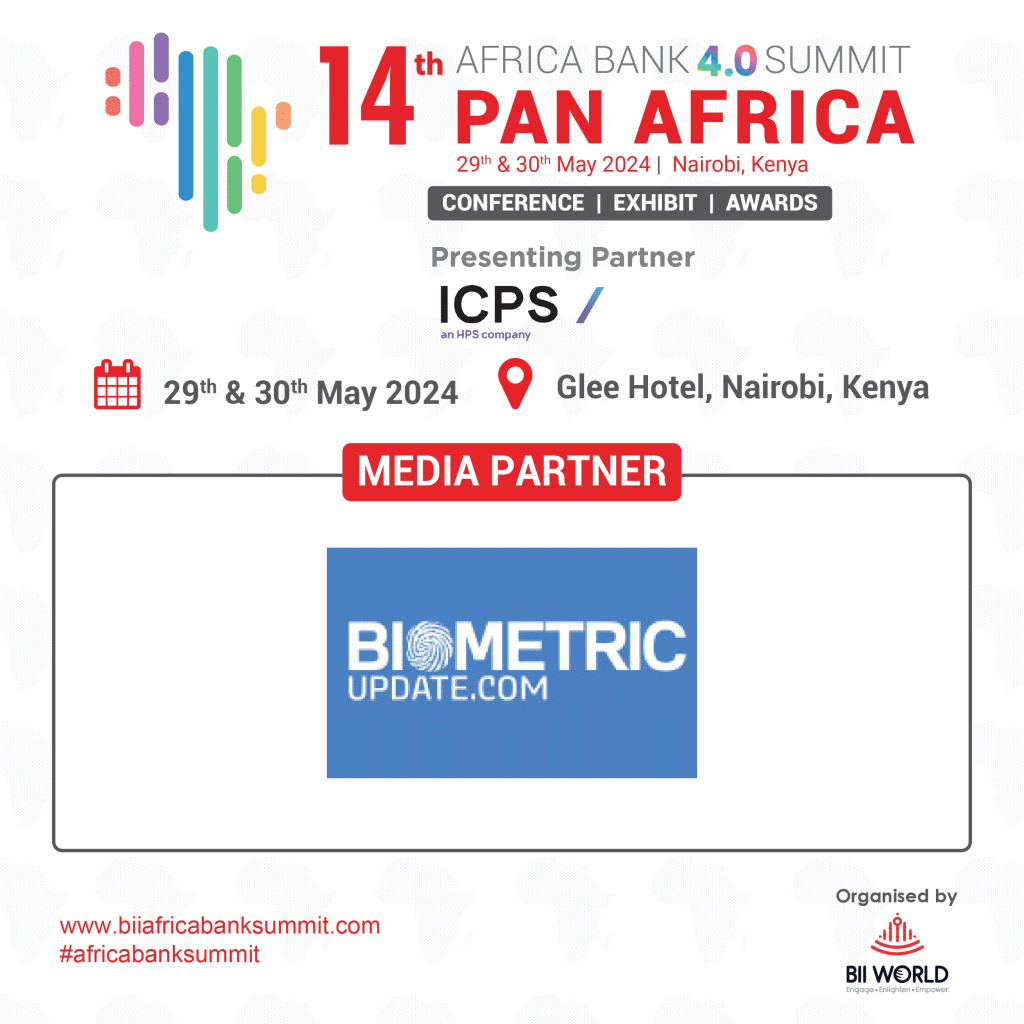 14th AFRICA BANK 4.0 SUMMIT
PAN AFRICA
29th & 30th May 2024 | Nairobi, Kenya
CONFERENCE | EXHIBIT | AWARDS
Presenting Partner
ICPS /
an HPS company
29th & 30th May 2024
Glee Hotel, Nairobi, Kenya
MEDIA PARTNER
BIOMETRIC
UPDATE.COM
Organised by
www.biiafricabanksummit.com
#africabanksummit
BII WORLD
Engage • Enlighten • Empower